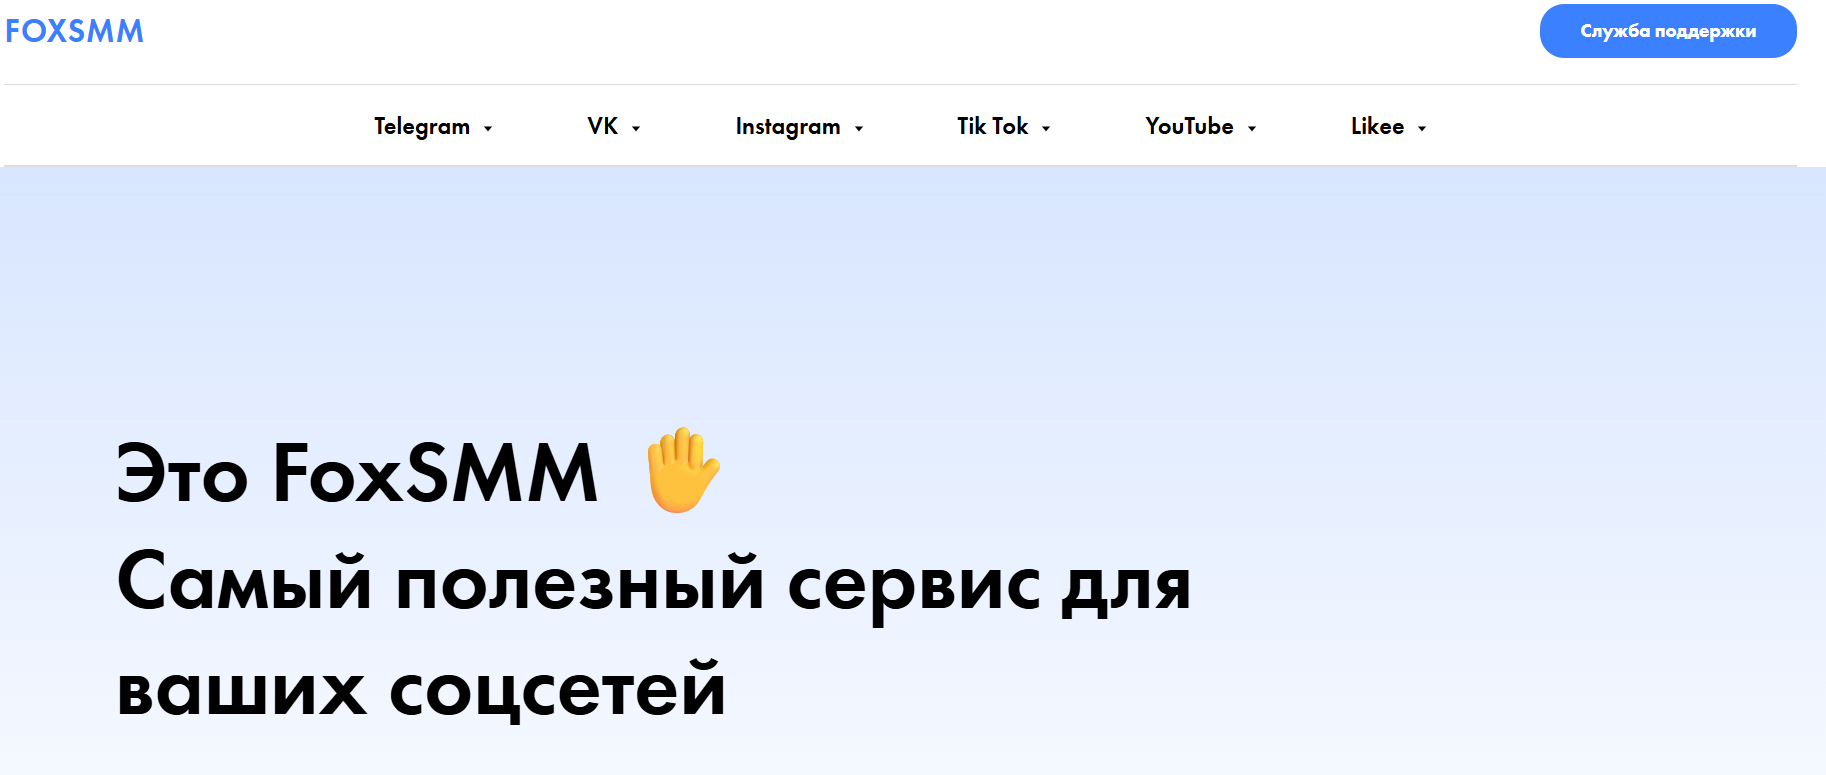 FOXSMM
Служба поддержки
Telegram
VK
Instagram
Tik Tok
YouTube
Likee
Это FoxSMM
Самый полезный сервис для
ваших соцсетей